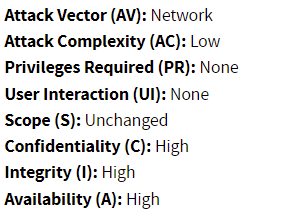 Attack Vector (AV): Network
Attack Complexity (AC): Low
Privileges Required (PR): None
User Interaction (UI): None
Scope (S): Unchanged
Confidentiality (C): High
Integrity (I): High
Availability (A): High